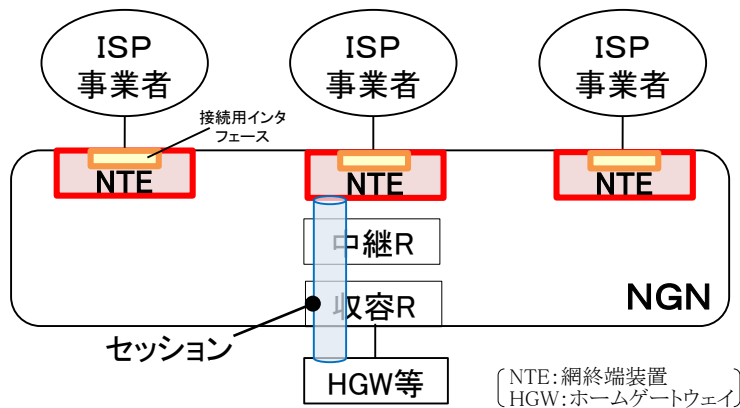 ISP
事業者
ISP
事業者
ISP
事業者
接続用インタ
フェース
NTE
NTE
NTE
中継R
収容R
NGN
セッション
HGW等
NTE:網終端装置
HGW:ホームゲートウェイ